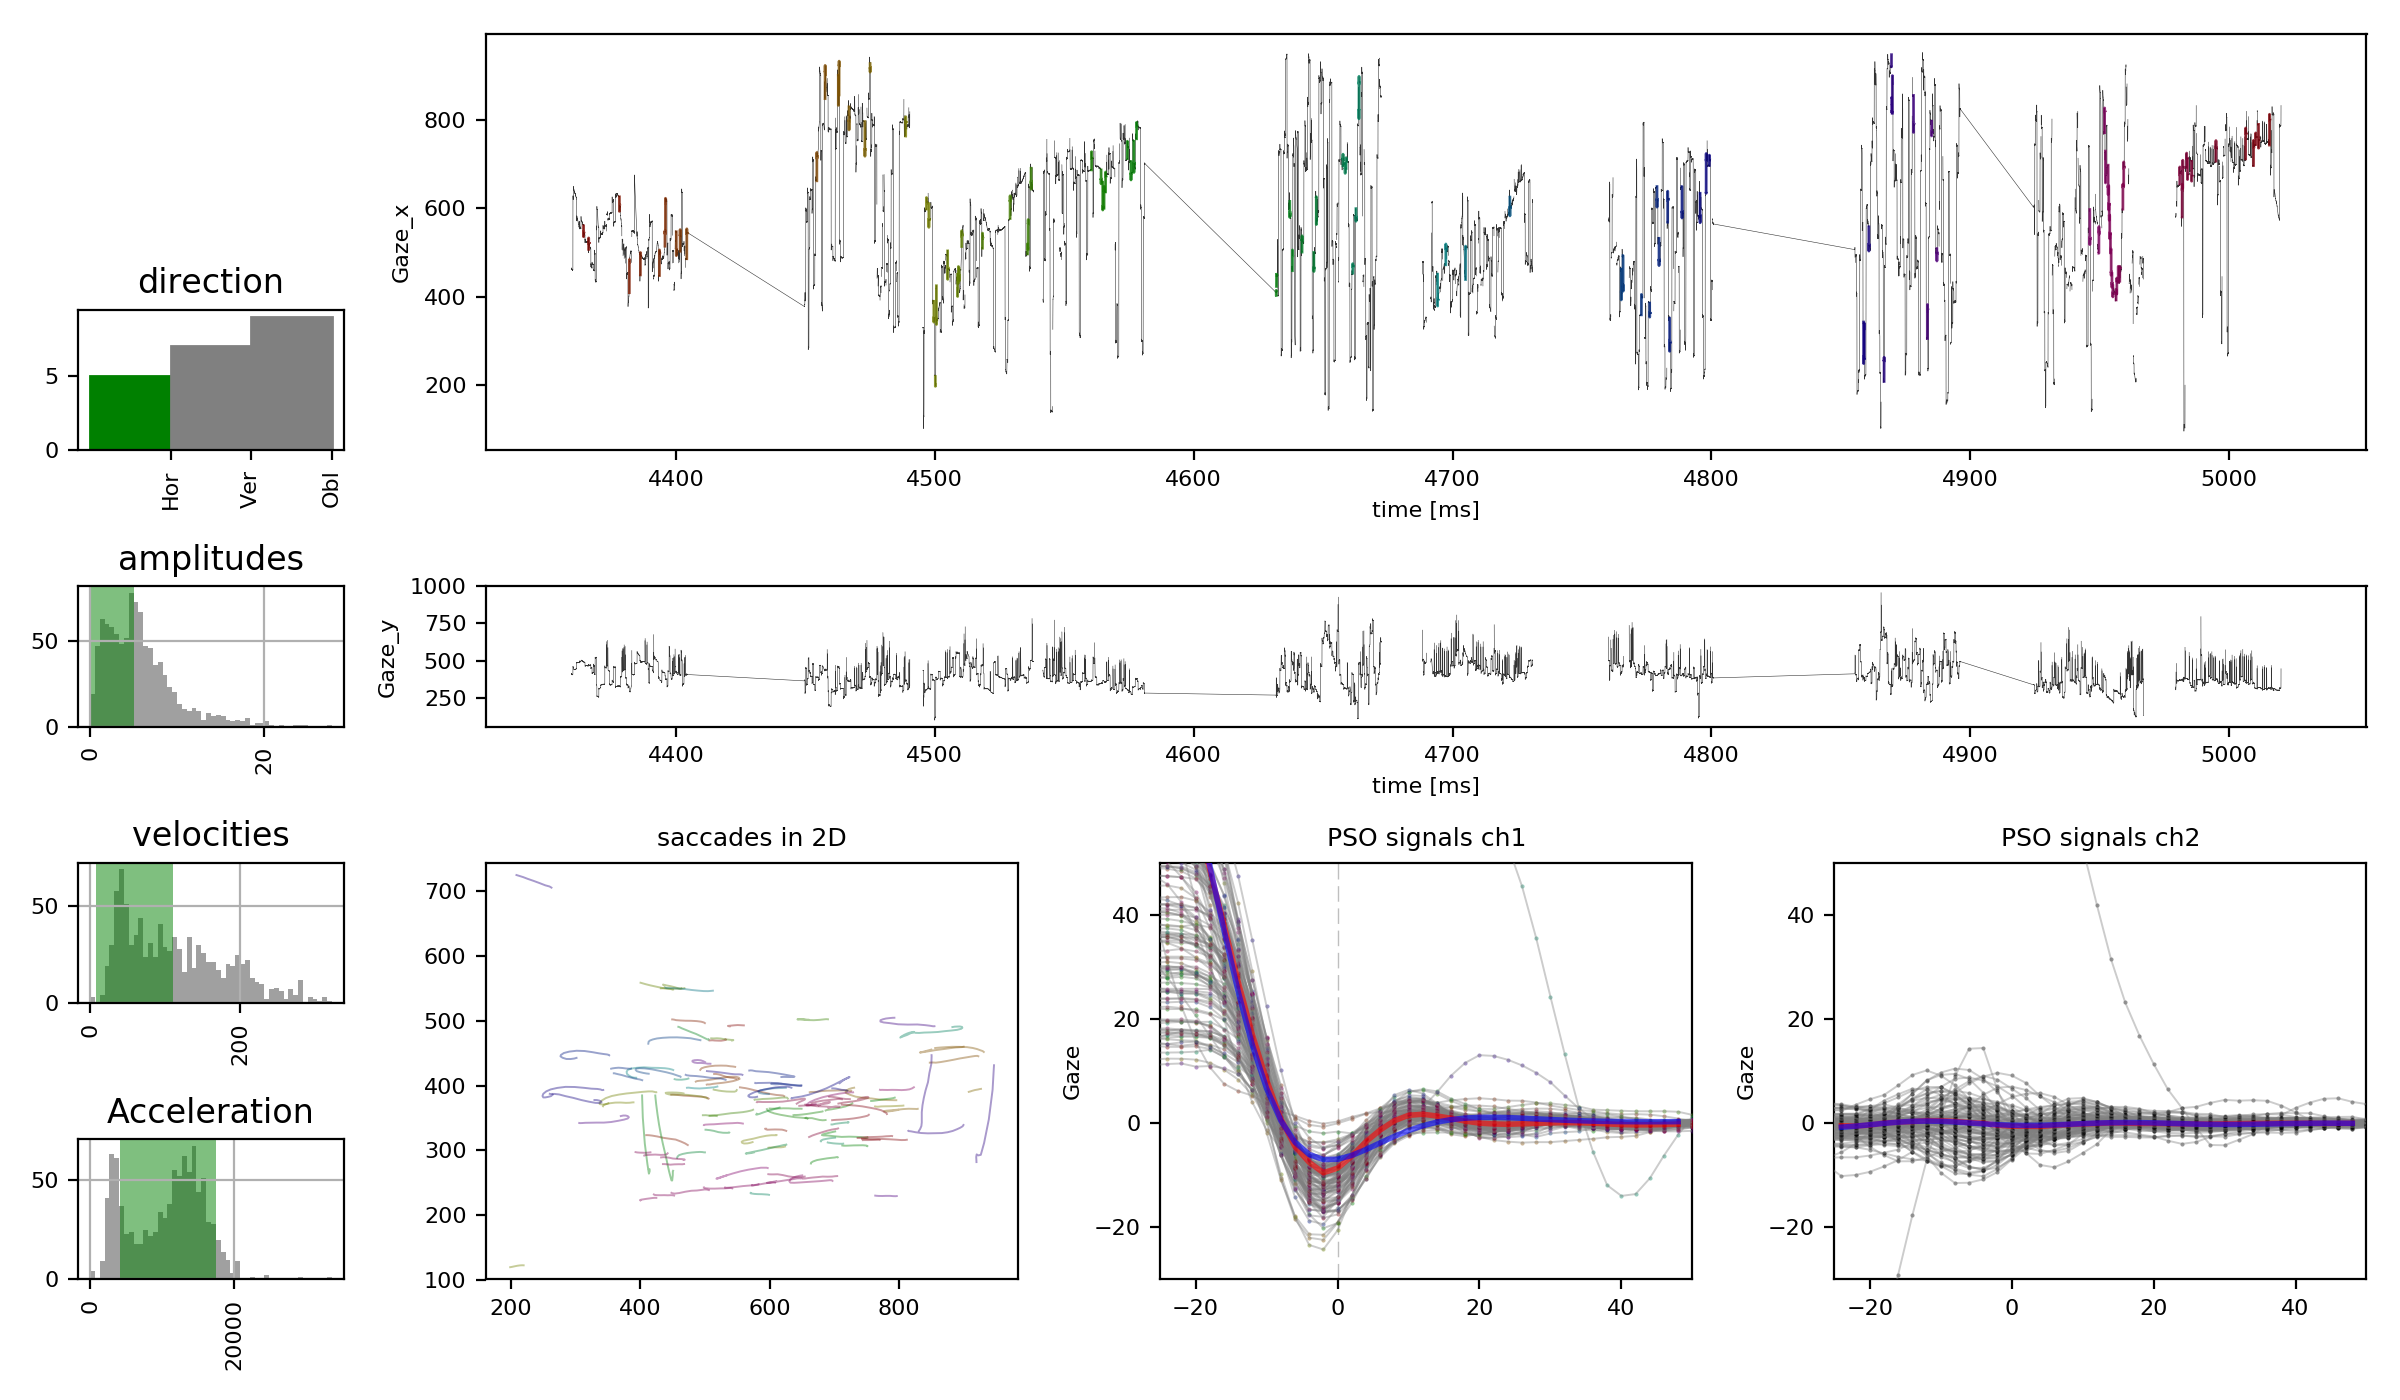 800
600
400
200
Gaze_x
4400 4500 4600 4700 4800 4900 5000
time [ms]
direction
5
0
Hor Ver Obl
amplitudes
50
0
0 20
1000
750
500
250
Gaze_y
4400 4500 4600 4700 4800 4900 5000
time [ms]
velocities
50
0
0 200
Acceleration
50
0
0 20000
saccades in 2D
700
600
500
400
300
200
100
200 400 600 800
PSO signals ch1
Gaze
40
20
0
−20
−20 0 20 40
PSO signals ch2
Gaze
40
20
0
−20
−20 0 20 40